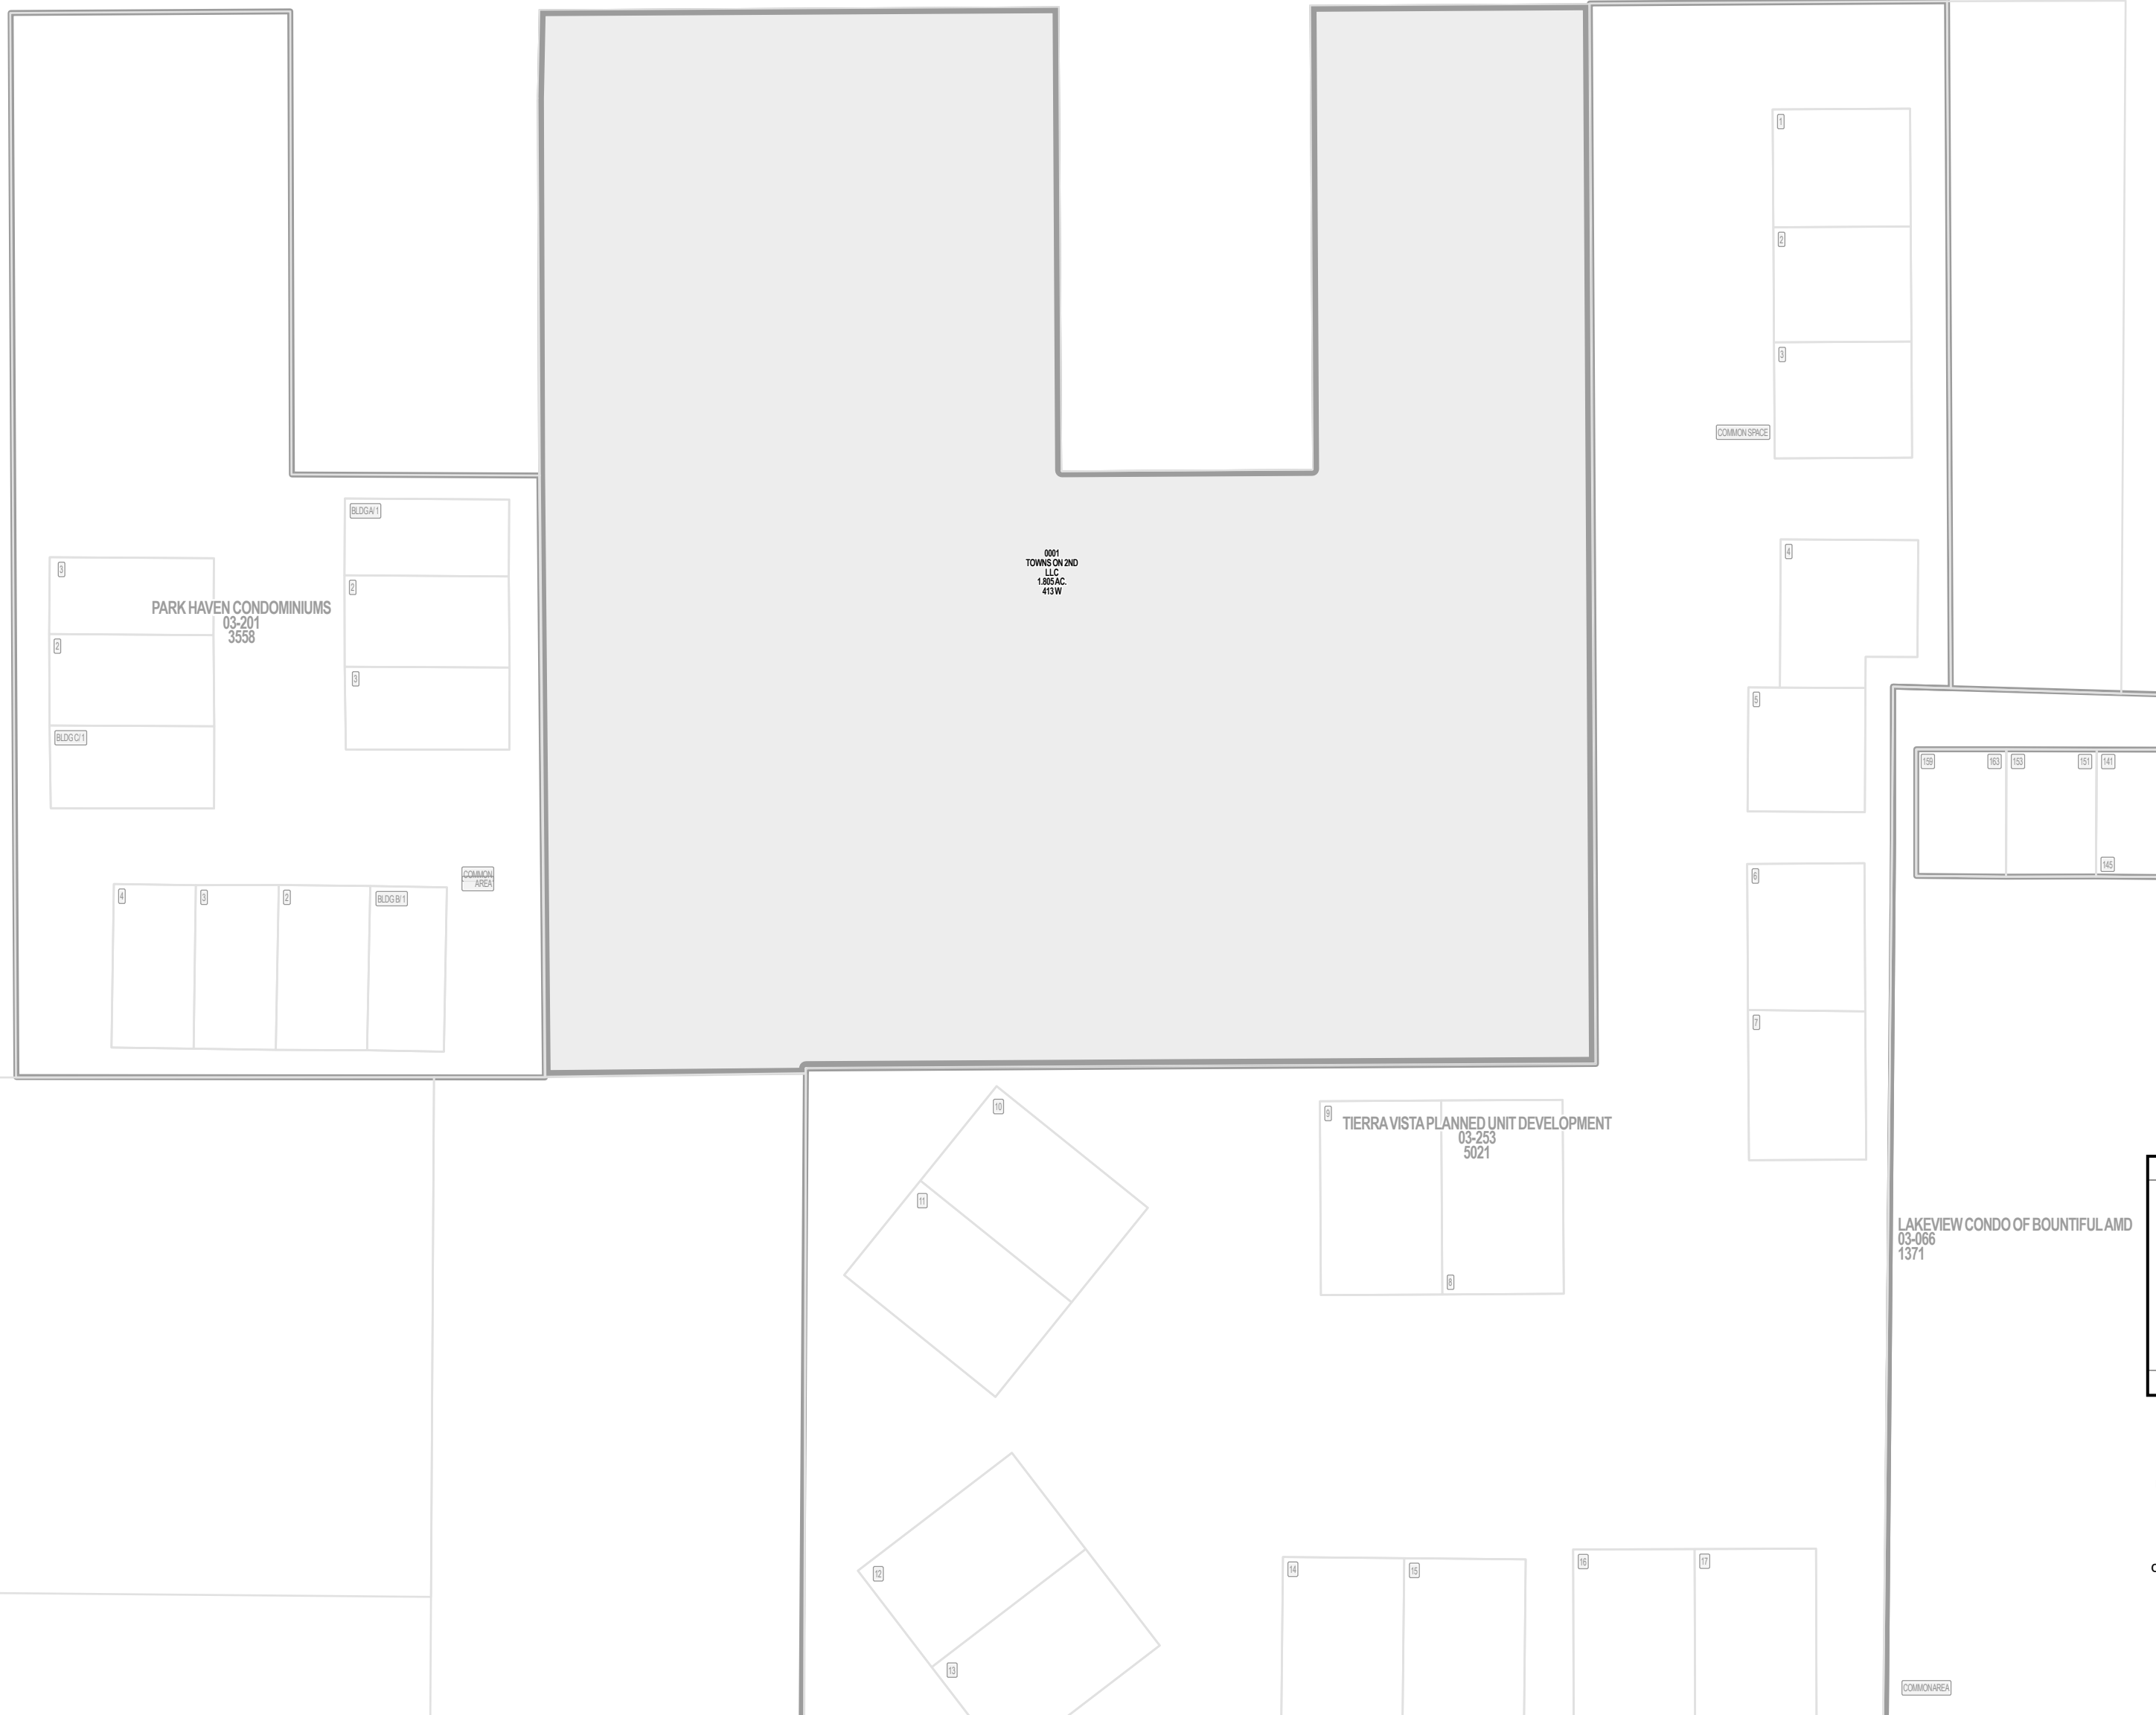 1
2
3
COMMON SPACE
BLDG A/ 1
2
3
3
2
BLDG C/ 1
PARK HAVEN CONDOMINIUMS
03-201
3558
0001
TOWNS ON 2ND
LLC
1.805 AC.
413 W
4
5
6
7
159
163
153
151
141
145
COMMON
AREA
4
3
2
BLDG B/ 1
10
11
9
8
TIERRA VISTA PLANNED UNIT DEVELOPMENT
03-253
5021
LAKEVIEW CONDO OF BOUNTIFUL AMD
03-066
1371
12
13
14
15
16
17
COMMON AREA